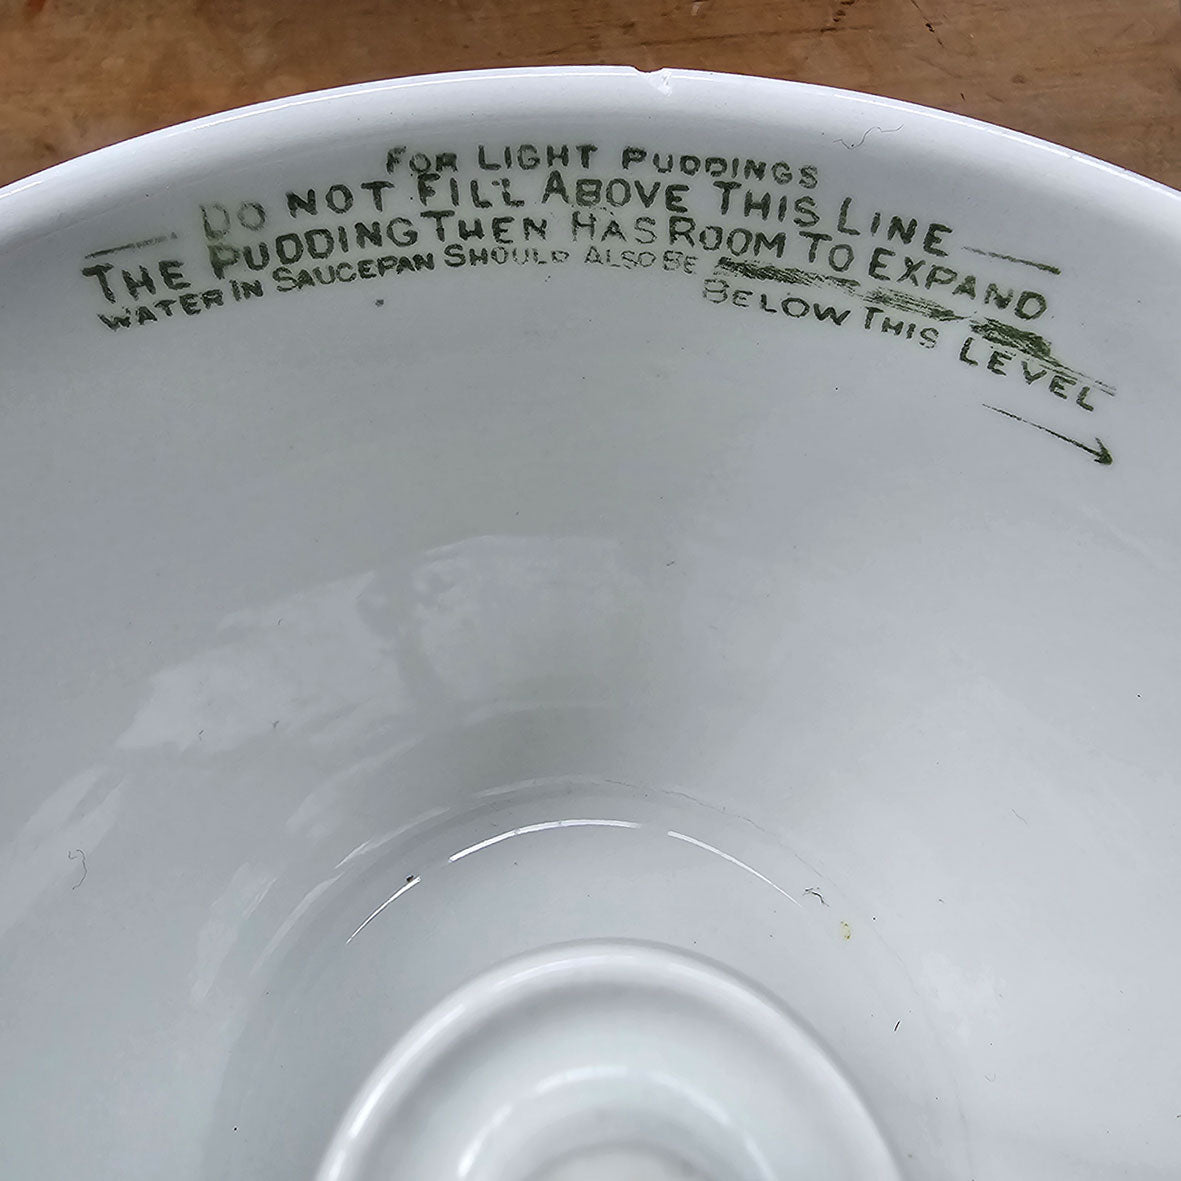 FOR LIGHT PUDDINGS
DO NOT FILL ABOVE THIS LINE
THE PUDDING THEN HAS ROOM TO EXPAND
WATER IN SAUCEPAN SHOULD ALSO BE
BELOW THIS LEVEL